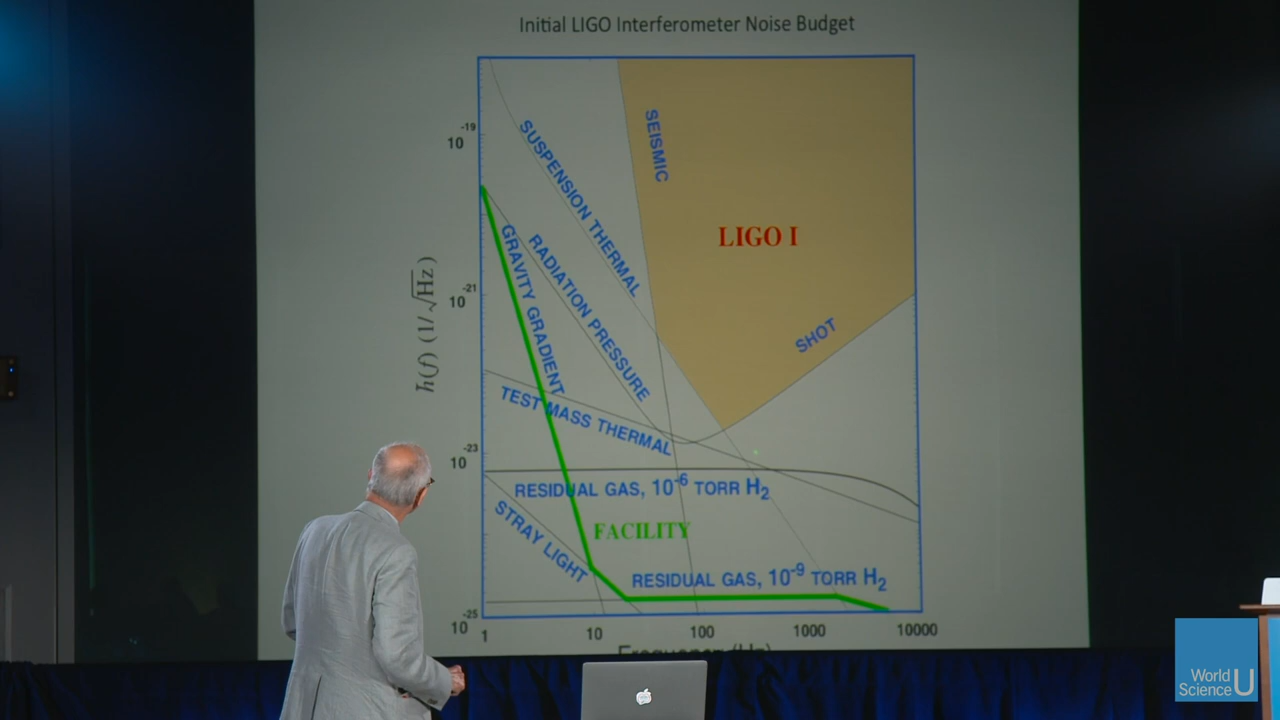 Initial LIGO Interferometer Noise Budget
10-19
10-21
10-23
10-25
h(f) (1/√Hz)
SUSPENSION THERMAL
SEISMIC
LIGO I
GRAVITY GRADIENT
RADIATION PRESSURE
SHOT
TEST MASS THERMAL
RESIDUAL GAS, 10-6 TORR H2
STRAY LIGHT
FACILITY
RESIDUAL GAS, 10-9 TORR H2
1 10 100 1000 10000
Frequency (Hz)
World
Science U